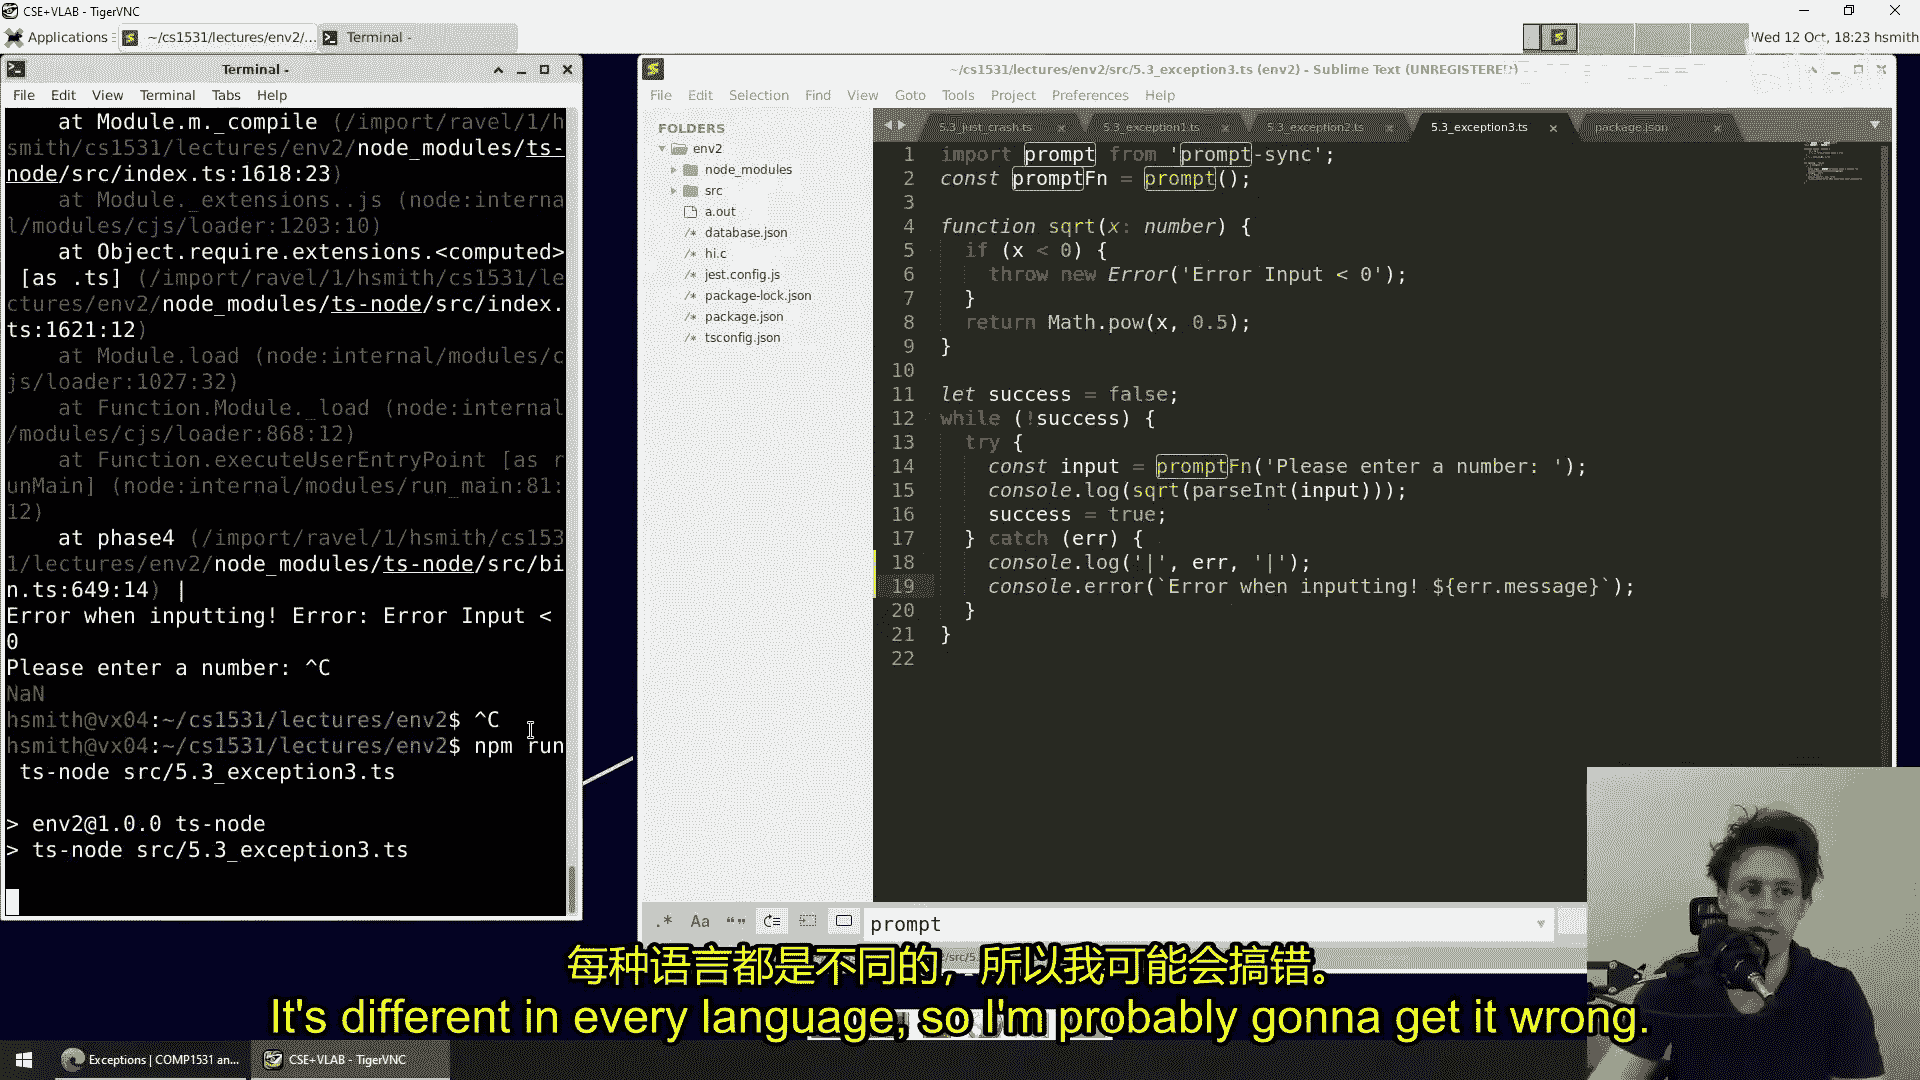 CSE+VLAB - TigerVNC
Applications
~/cs1531/lectures/env2/...
Terminal -
Wed 12 Oct, 18:23 hsmith
Terminal -
File Edit View Terminal Tabs Help
at Module.m._compile (/import/ravel/1/h
smith/cs1531/lectures/env2/node_modules/ts-
node/src/index.ts:1618:23)
at Module._extensions..js (node:interna
l/modules/cjs/loader:1203:10)
at Object.require.extensions.<computed>
[as .ts] (/import/ravel/1/hsmith/cs1531/le
ctures/env2/node_modules/ts-node/src/index.
ts:1621:12)
at Module.load (node:internal/modules/c
js/loader:1027:32)
at Function.Module._load (node:internal
/modules/cjs/loader:868:12)
at Function.executeUserEntryPoint [as r
unMain] (node:internal/modules/run_main:81:
12)
at phase4 (/import/ravel/1/hsmith/cs153
1/lectures/env2/node_modules/ts-node/src/bi
n.ts:649:14) |
Error when inputting! Error: Error Input <
0
Please enter a number: ^C
NaN
hsmith@vx04:~/cs1531/lectures/env2$ ^C
hsmith@vx04:~/cs1531/lectures/env2$ npm run
ts-node src/5.3_exception3.ts
> env2@1.0.0 ts-node
> ts-node src/5.3_exception3.ts
~/cs1531/lectures/env2/src/5.3_exception3.ts (env2) - Sublime Text (UNREGISTERED)
File Edit Selection Find View Goto Tools Project Preferences Help
FOLDERS
env2
node_modules
src
a.out
/* database.json
/* hi.c
/* jest.config.js
/* package-lock.json
/* package.json
/* tsconfig.json
5.3_just_crash.ts
5.3_exception1.ts
5.3_exception2.ts
5.3_exception3.ts
package.json
1 import prompt from 'prompt-sync';
2 const promptFn = prompt();
3
4 function sqrt(x: number) {
5 if (x < 0) {
6 throw new Error('Error Input < 0');
7 }
8 return Math.pow(x, 0.5);
9 }
10
11 let success = false;
12 while (!success) {
13 try {
14 const input = promptFn('Please enter a number: ');
15 console.log(sqrt(parseInt(input)));
16 success = true;
17 } catch (err) {
18 console.log('|', err, '|');
19 console.error(`Error when inputting! ${err.message}`);
20 }
21 }
22
.* Aa “”
prompt
每种语言都是不同的，所以我可能会搞错。
It's different in every language, so I'm probably gonna get it wrong.
Exceptions | COMP1531 an...
CSE+VLAB - TigerVNC